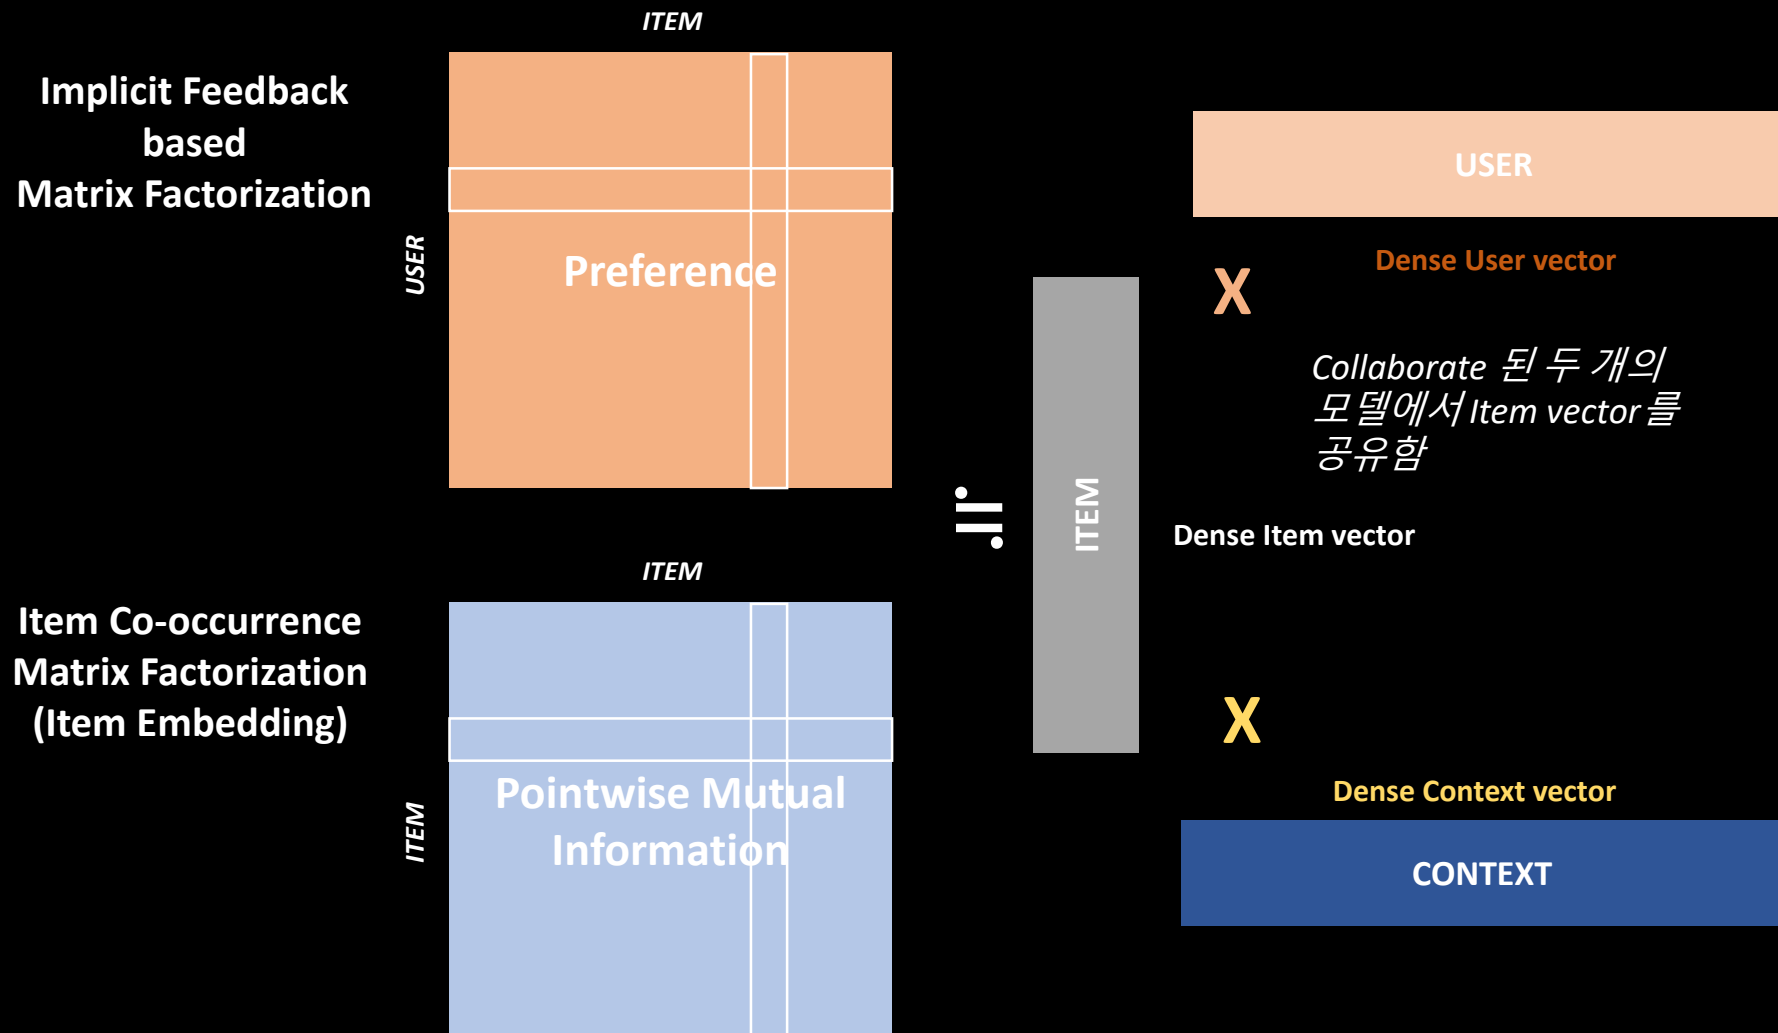 ITEM
Implicit Feedback
based
Matrix Factorization
USER
Preference
USER
Dense User vector
X
Collaborate 된 두 개의
모델에서 Item vector를
공유함
≓
ITEM
Dense Item vector
ITEM
Item Co-occurrence
Matrix Factorization
(Item Embedding)
ITEM
Pointwise Mutual
Information
X
Dense Context vector
CONTEXT